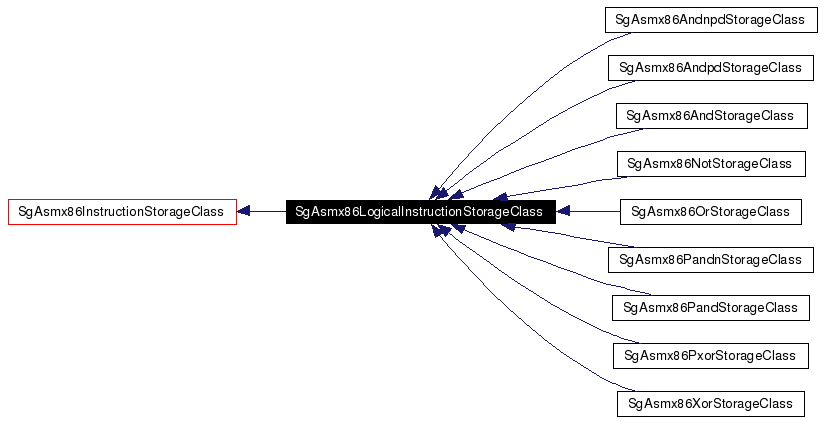 SgAsmx86AndnpdStorageClass
SgAsmx86AndpdStorageClass
SgAsmx86AndStorageClass
SgAsmx86NotStorageClass
SgAsmx86InstructionStorageClass
SgAsmx86LogicalInstructionStorageClass
SgAsmx86OrStorageClass
SgAsmx86PandnStorageClass
SgAsmx86PandStorageClass
SgAsmx86PxorStorageClass
SgAsmx86XorStorageClass